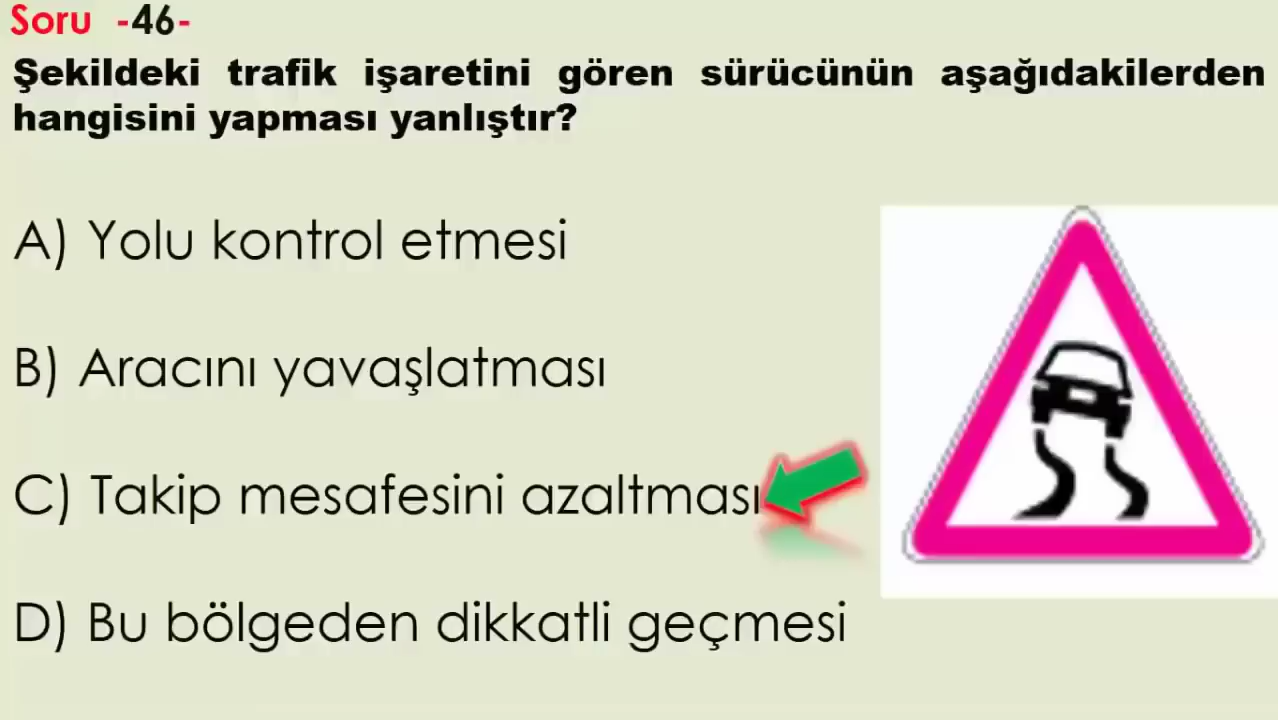 Soru -46-
Şekildeki trafik işaretini gören sürücünün aşağıdakilerden
hangisini yapması yanlıştır?
A) Yolu kontrol etmesi
B) Aracını yavaşlatması
C) Takip mesafesini azaltması
D) Bu bölgeden dikkatli geçmesi